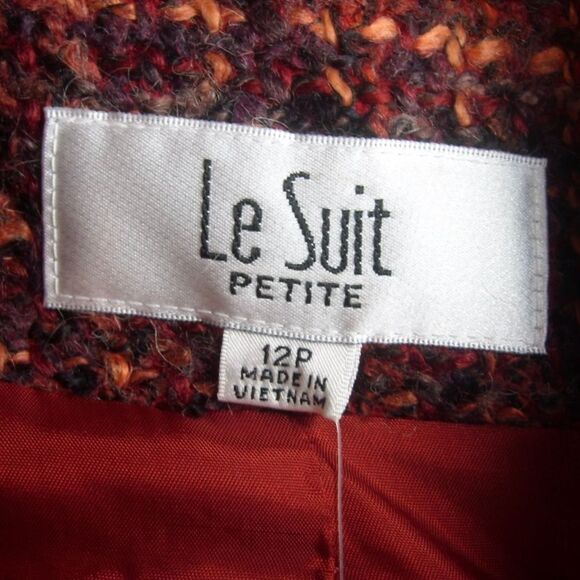 Le Suit
PETITE
12P
MADE IN
VIETNAM